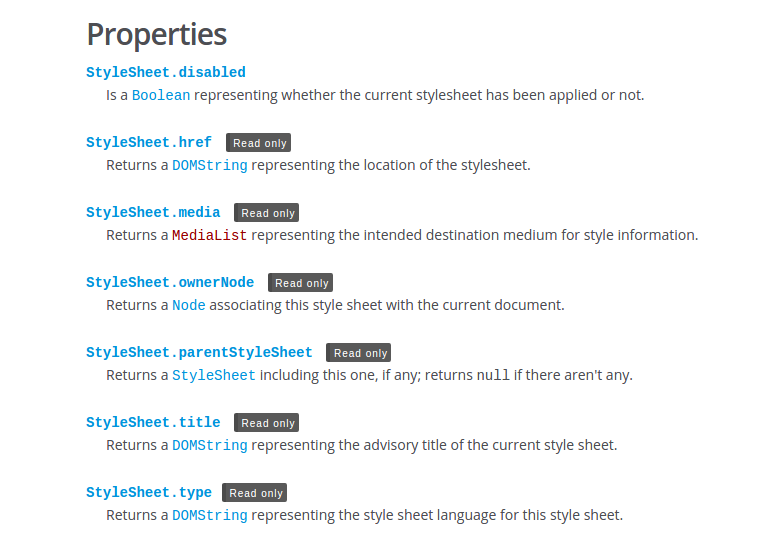 Properties
StyleSheet.disabled
Is a Boolean representing whether the current stylesheet has been applied or not.
StyleSheet.href Read only
Returns a DOMString representing the location of the stylesheet.
StyleSheet.media Read only
Returns a MediaList representing the intended destination medium for style information.
StyleSheet.ownerNode Read only
Returns a Node associating this style sheet with the current document.
StyleSheet.parentStyleSheet Read only
Returns a StyleSheet including this one, if any; returns null if there aren't any.
StyleSheet.title Read only
Returns a DOMString representing the advisory title of the current style sheet.
StyleSheet.type Read only
Returns a DOMString representing the style sheet language for this style sheet.